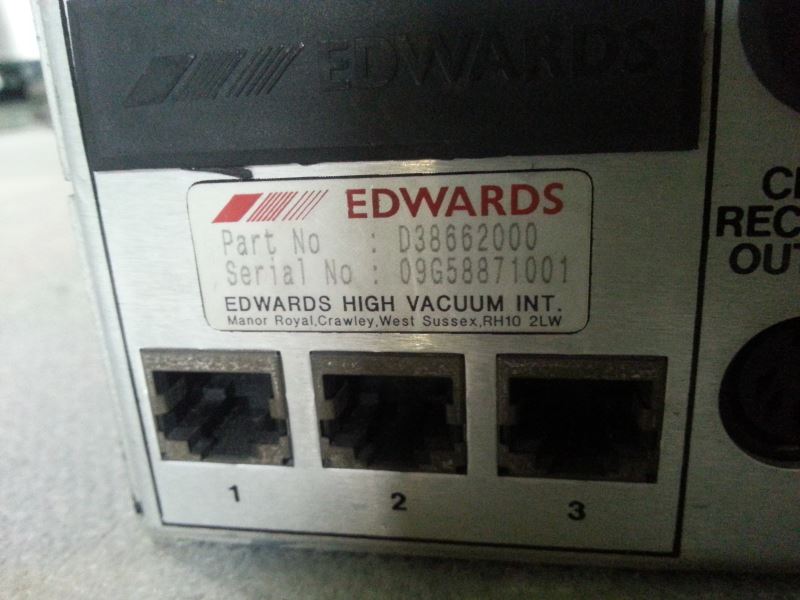 EDWARDS
EDWARDS
Part No : D38662000
Serial No : 09G58871001
EDWARDS HIGH VACUUM INT.
Manor Royal,Crawley,West Sussex,RH10 2LW
1
2
3